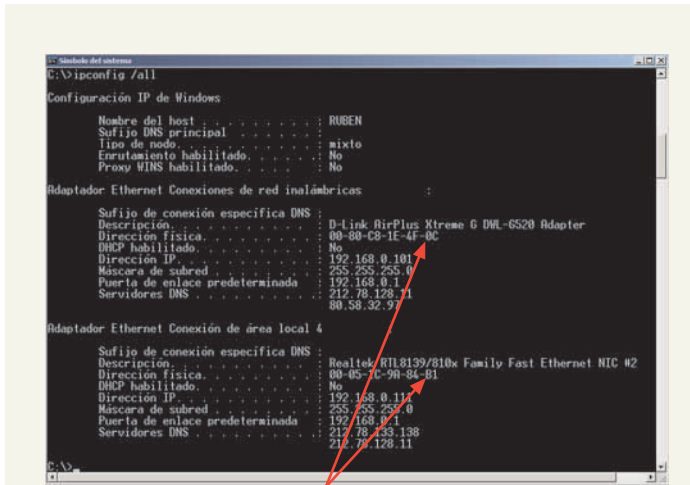 Símbolo del sistema
C:\>ipconfig /all
Configuración IP de Windows
Nombre del host . . . . . . . . . : RUBEN
Sufijo DNS principal . . . . . . :
Tipo de nodo. . . . . . . . . . . : mixto
Enrutamiento habilitado. . . . . .: No
Proxy WINS habilitado. . . . . : No
Adaptador Ethernet Conexiones de red inalámbricas :
Sufijo de conexión específica DNS :
Descripción. . . . . . . . . . . : D-Link AirPlus Xtreme G DWL-G520 Adapter
Dirección física. . . . . . . . . : 00-80-C8-1E-4F-0C
DHCP habilitado. . . . . . . . . : No
Dirección IP. . . . . . . . . . . : 192.168.0.101
Máscara de subred . . . . . . . . : 255.255.255.0
Puerta de enlace predeterminada : 192.168.0.1
Servidores DNS . . . . . . . . . : 212.78.128.11
80.58.32.97
Adaptador Ethernet Conexión de área local 4 :
Sufijo de conexión específica DNS :
Descripción. . . . . . . . . . . : Realtek RTL8139/810x Family Fast Ethernet NIC #2
Dirección física. . . . . . . . . : 00-05-1C-9A-84-B1
DHCP habilitado. . . . . . . . . : No
Dirección IP. . . . . . . . . . . : 192.168.0.111
Máscara de subred . . . . . . . . : 255.255.255.0
Puerta de enlace predeterminada : 192.168.0.1
Servidores DNS . . . . . . . . . : 212.78.133.138
212.78.128.11
C:\>_